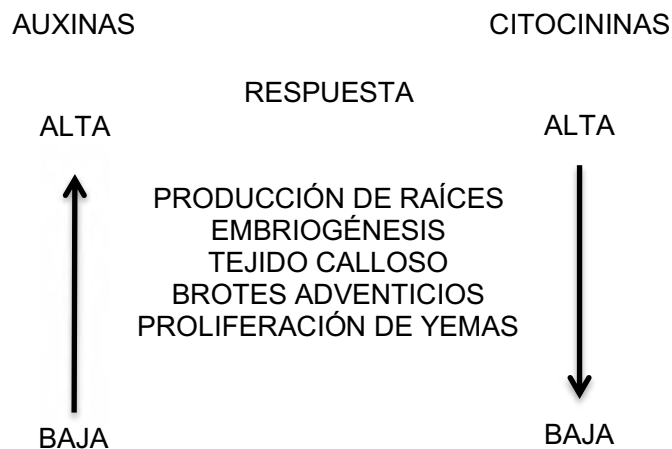 AUXINAS CITOCININAS
RESPUESTA
ALTA ALTA
PRODUCCIÓN DE RAÍCES
EMBRIOGÉNESIS
TEJIDO CALLOSO
BROTES ADVENTICIOS
PROLIFERACIÓN DE YEMAS
BAJA BAJA